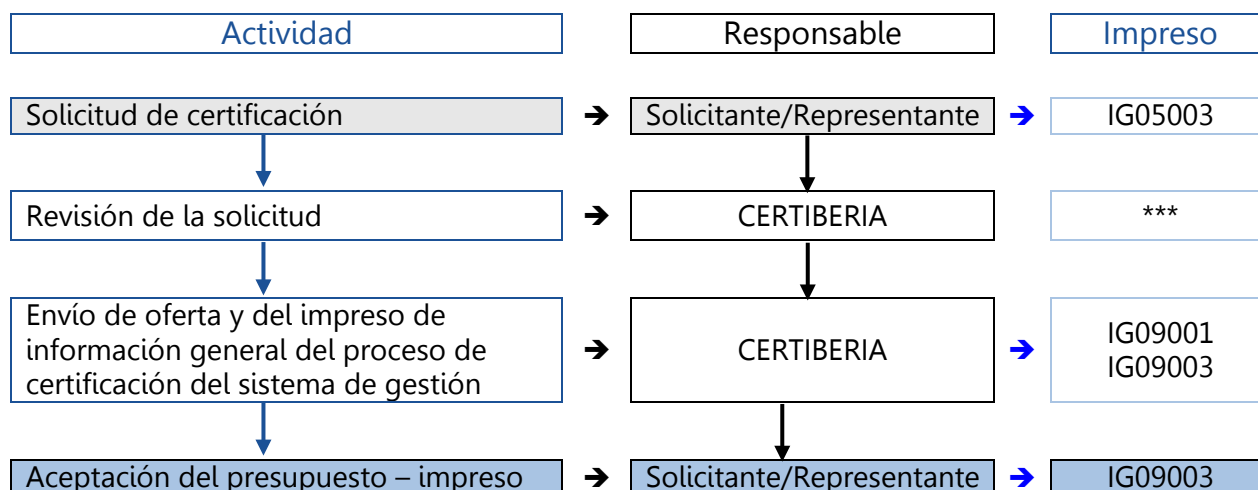 Actividad
Responsable
Impreso
Solicitud de certificación
Solicitante/Representante
IG05003
Revisión de la solicitud
CERTIBERIA
***
Envío de oferta y del impreso de
información general del proceso de
certificación del sistema de gestión
CERTIBERIA
IG09001
IG09003
Aceptación del presupuesto – impreso
Solicitante/Representante
IG09003